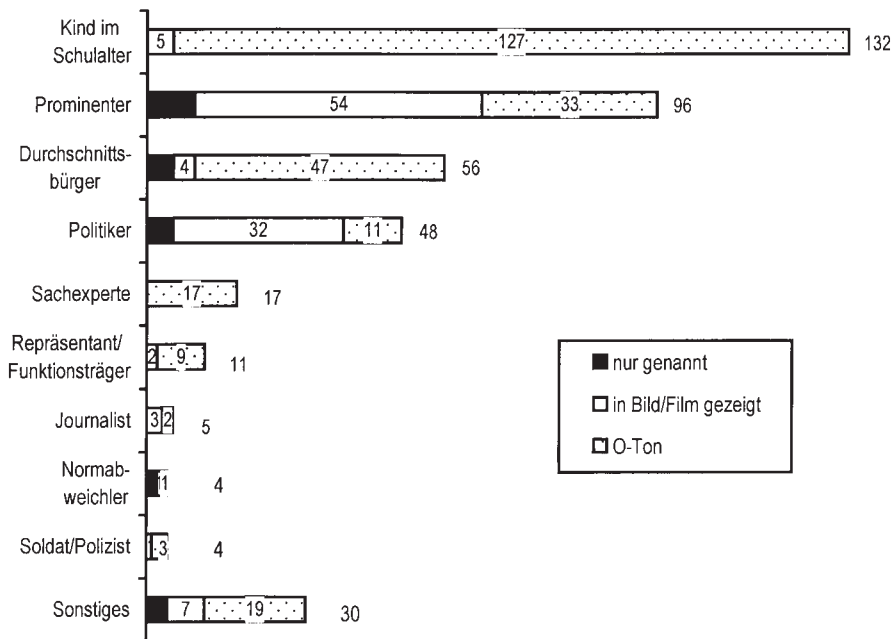 Kind im
Schulalter
5 127 132
Prominenter
54 33 96
Durchschnitts-
bürger
4 47 56
Politiker
32 11 48
Sachexperte
17 17
Repräsentant/
Funktionsträger
2 9 11
Journalist
3 2 5
Normab-
weichler
1 1 4
Soldat/Polizist
1 3 4
Sonstiges
7 19 30
nur genannt
in Bild/Film gezeigt
O-Ton